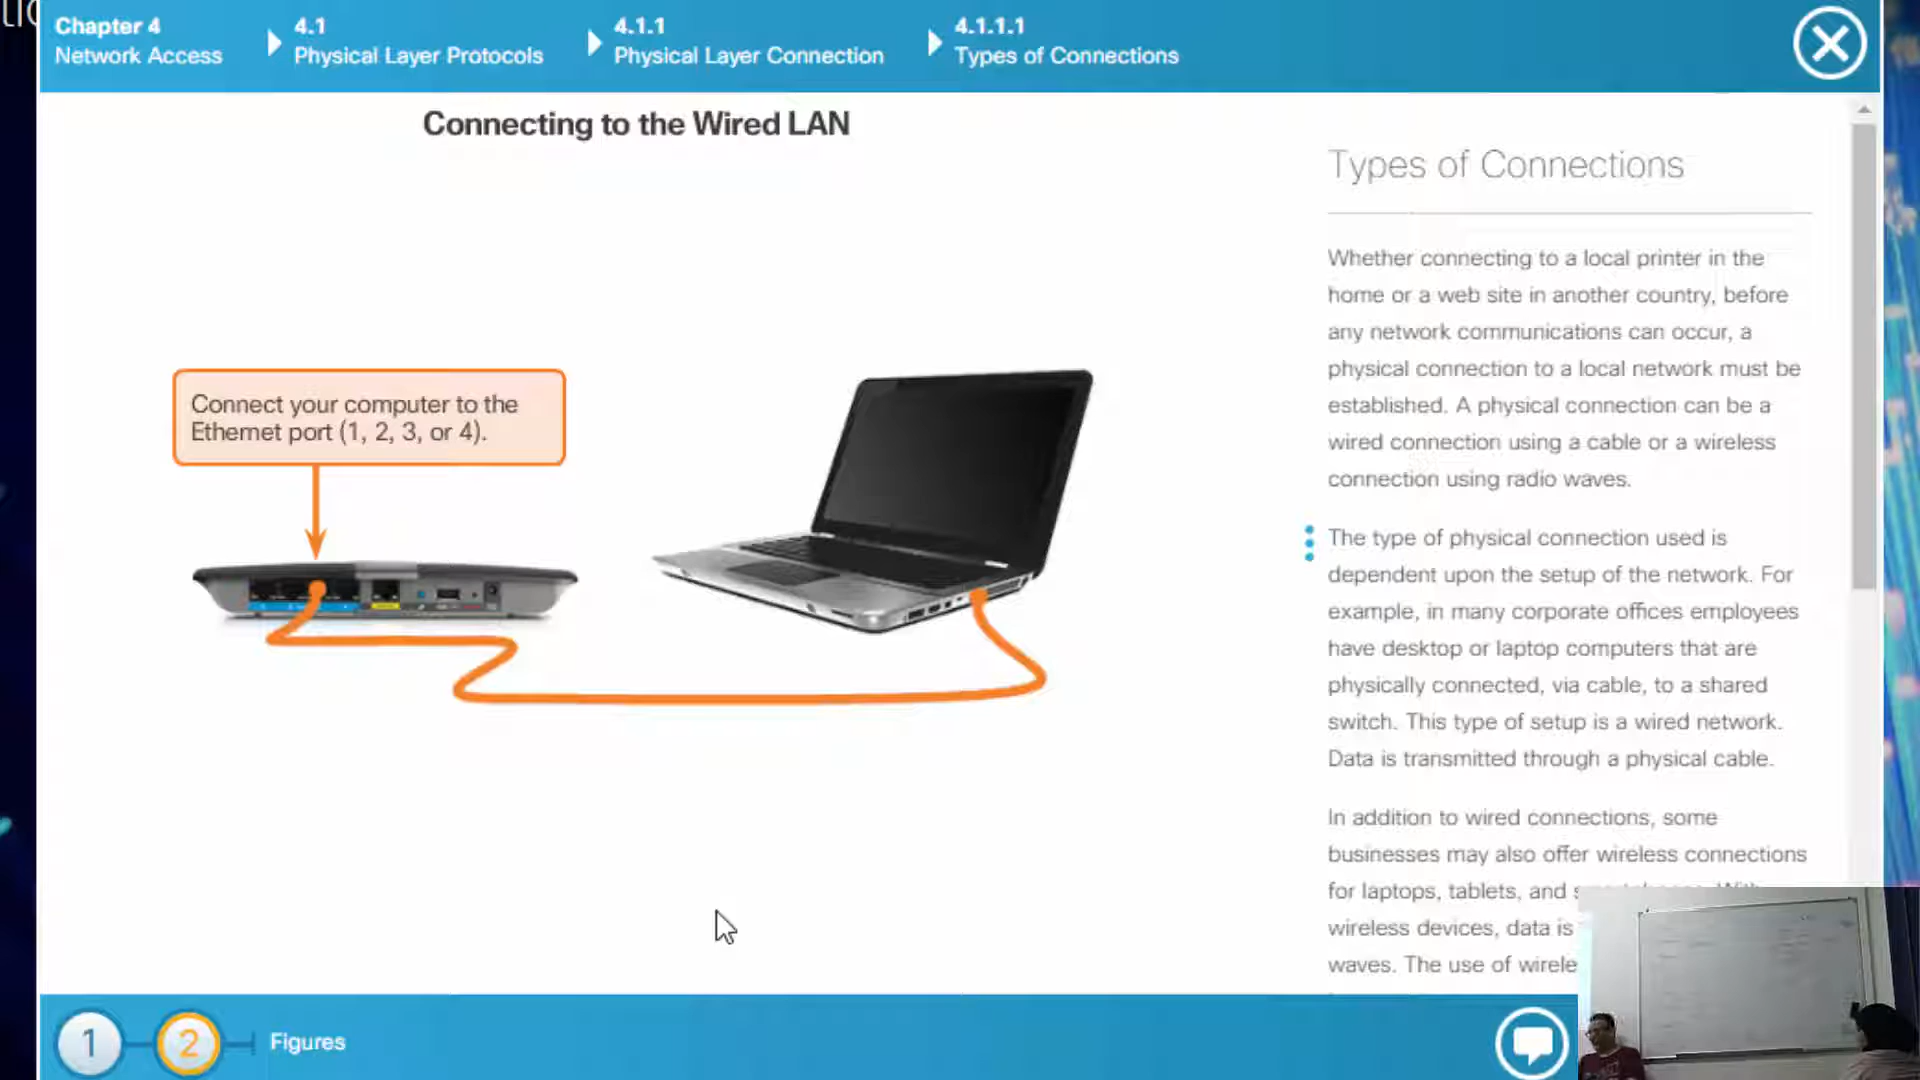 Chapter 4
Network Access
4.1
Physical Layer Protocols
4.1.1
Physical Layer Connection
4.1.1.1
Types of Connections
Connecting to the Wired LAN
Connect your computer to the
Ethernet port (1, 2, 3, or 4).
Types of Connections
Whether connecting to a local printer in the
home or a web site in another country, before
any network communications can occur, a
physical connection to a local network must be
established. A physical connection can be a
wired connection using a cable or a wireless
connection using radio waves.
The type of physical connection used is
dependent upon the setup of the network. For
example, in many corporate offices employees
have desktop or laptop computers that are
physically connected, via cable, to a shared
switch. This type of setup is a wired network.
Data is transmitted through a physical cable.
In addition to wired connections, some
businesses may also offer wireless connections
for laptops, tablets, and
wireless devices, data is
waves. The use of wirele
1
2
Figures